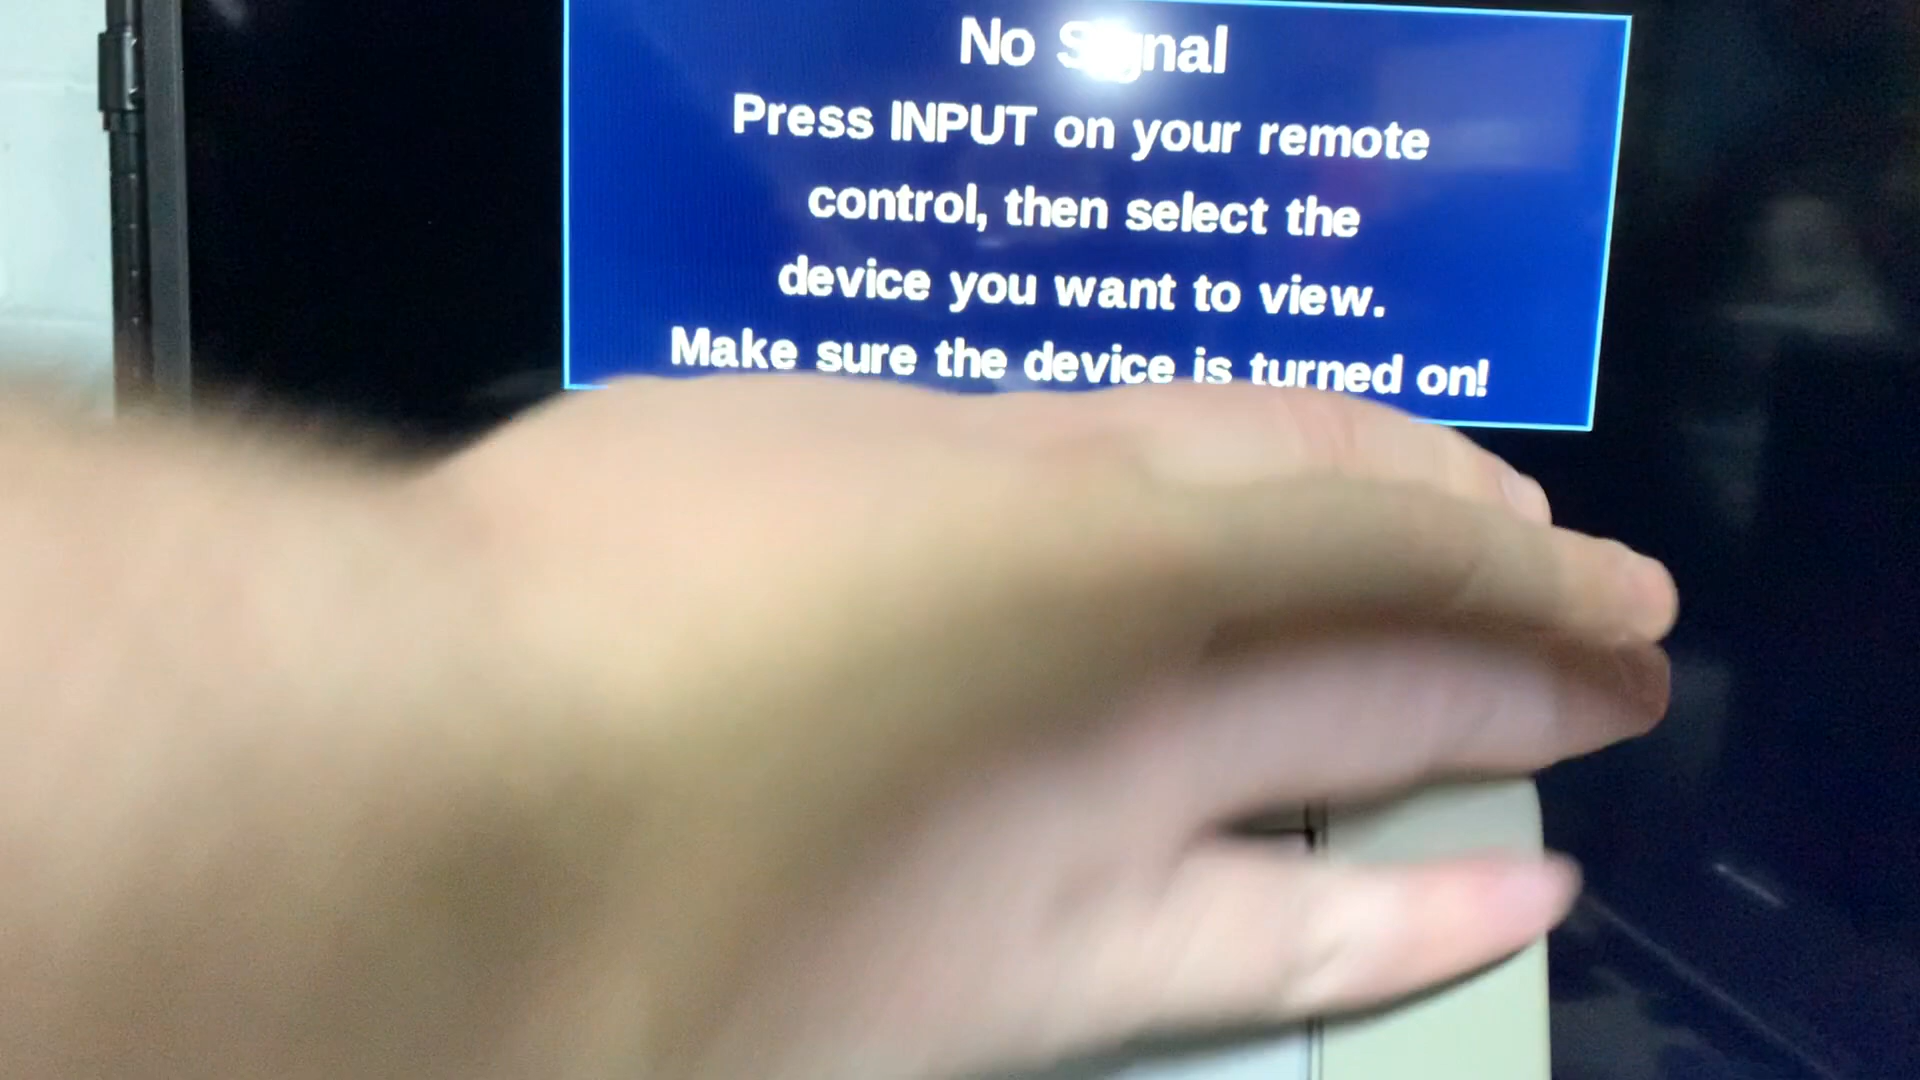 No Signal
Press INPUT on your remote
control, then select the
device you want to view.
Make sure the device is turned on!